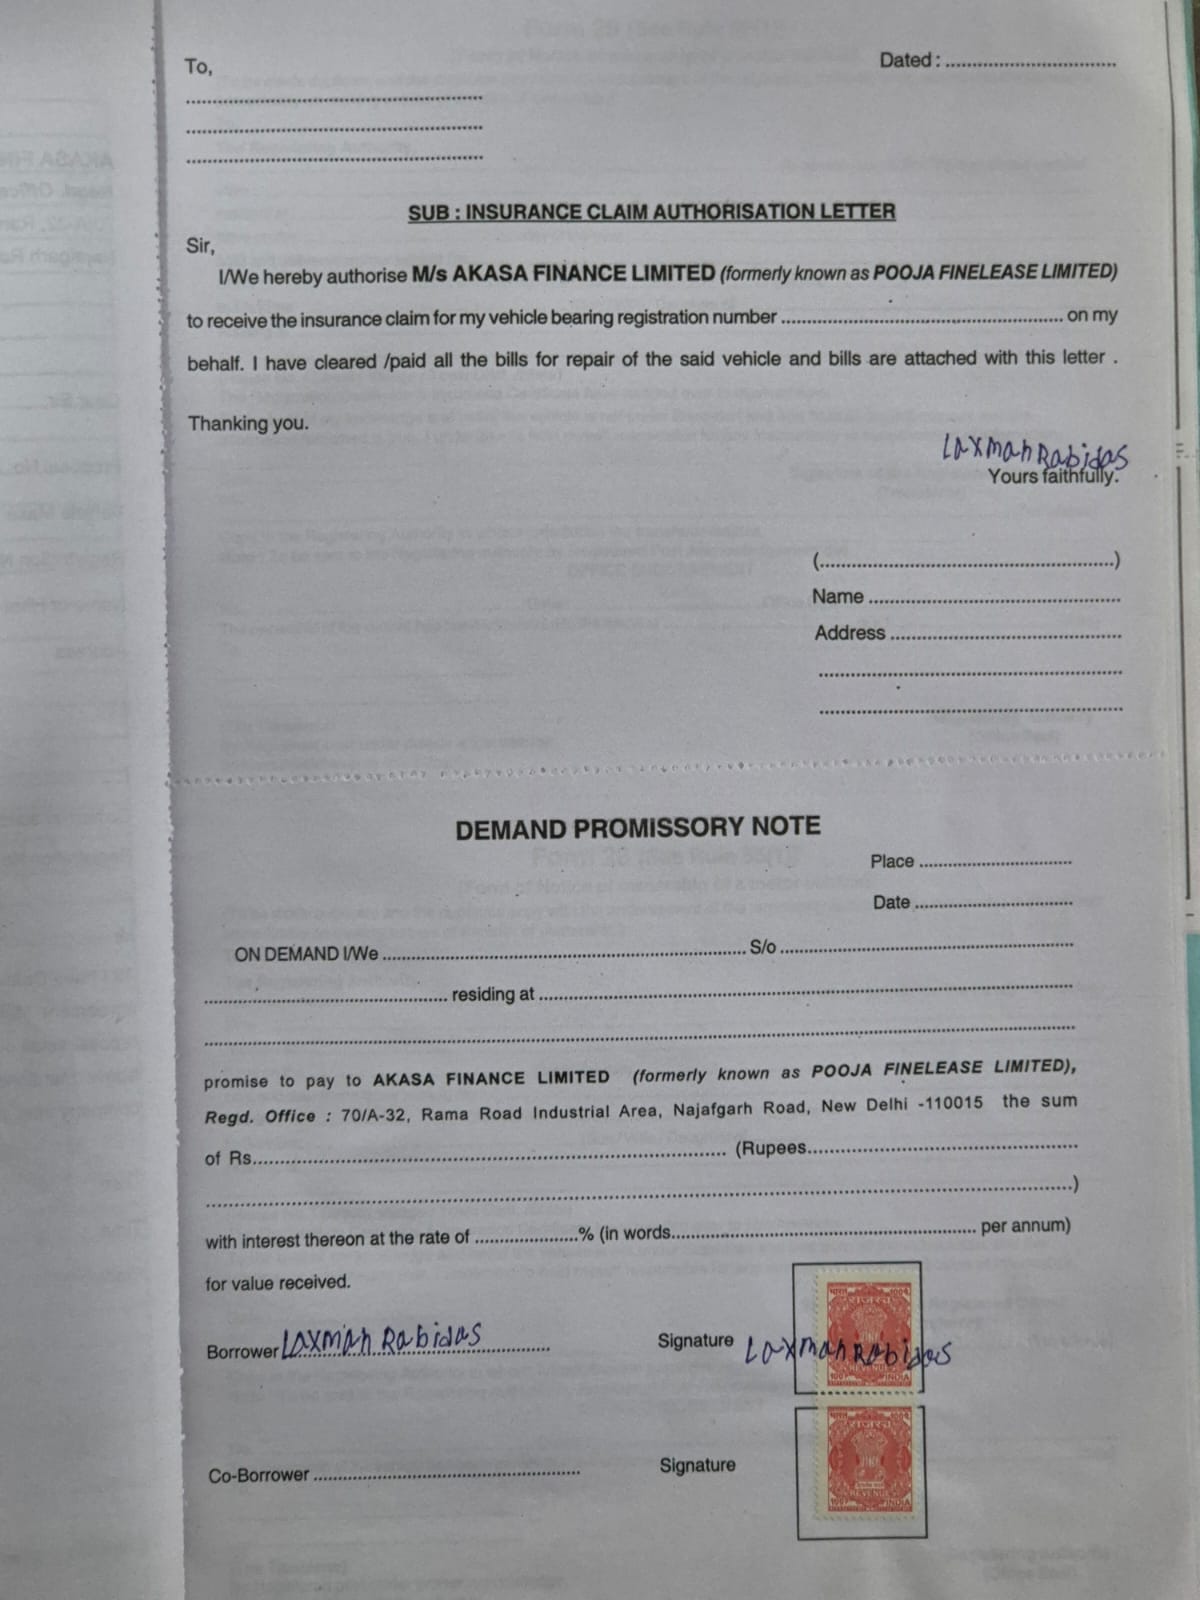 To,
Dated : ................................
........................................................
........................................................
........................................................
SUB : INSURANCE CLAIM AUTHORISATION LETTER
Sir,
I/We hereby authorise M/s AKASA FINANCE LIMITED (formerly known as POOJA FINELEASE LIMITED)
to receive the insurance claim for my vehicle bearing registration number ..................................................... on my
behalf. I have cleared /paid all the bills for repair of the said vehicle and bills are attached with this letter .
Thanking you.
Laxman Rabidas
Yours faithfully.
(.......................................................)
Name ................................................
Address ............................................
.........................................................
.........................................................
DEMAND PROMISSORY NOTE
Place .............................
Date ..............................
ON DEMAND I/We ..................................................................... S/o .......................................................
.............................................. residing at ....................................................................................................
....................................................................................................................................................................
promise to pay to AKASA FINANCE LIMITED (formerly known as POOJA FINELEASE LIMITED),
Regd. Office : 70/A-32, Rama Road Industrial Area, Najafgarh Road, New Delhi -110015 the sum
of Rs.......................................................................................... (Rupees...................................................
...................................................................................................................................................................)
with interest thereon at the rate of ....................% (in words.......................................................... per annum)
for value received.
Borrower Laxman Rabidas
Signature Laxman Rabidas
भारत
REVENUE
INDIA
Co-Borrower ...................................................
Signature
REVENUE
INDIA